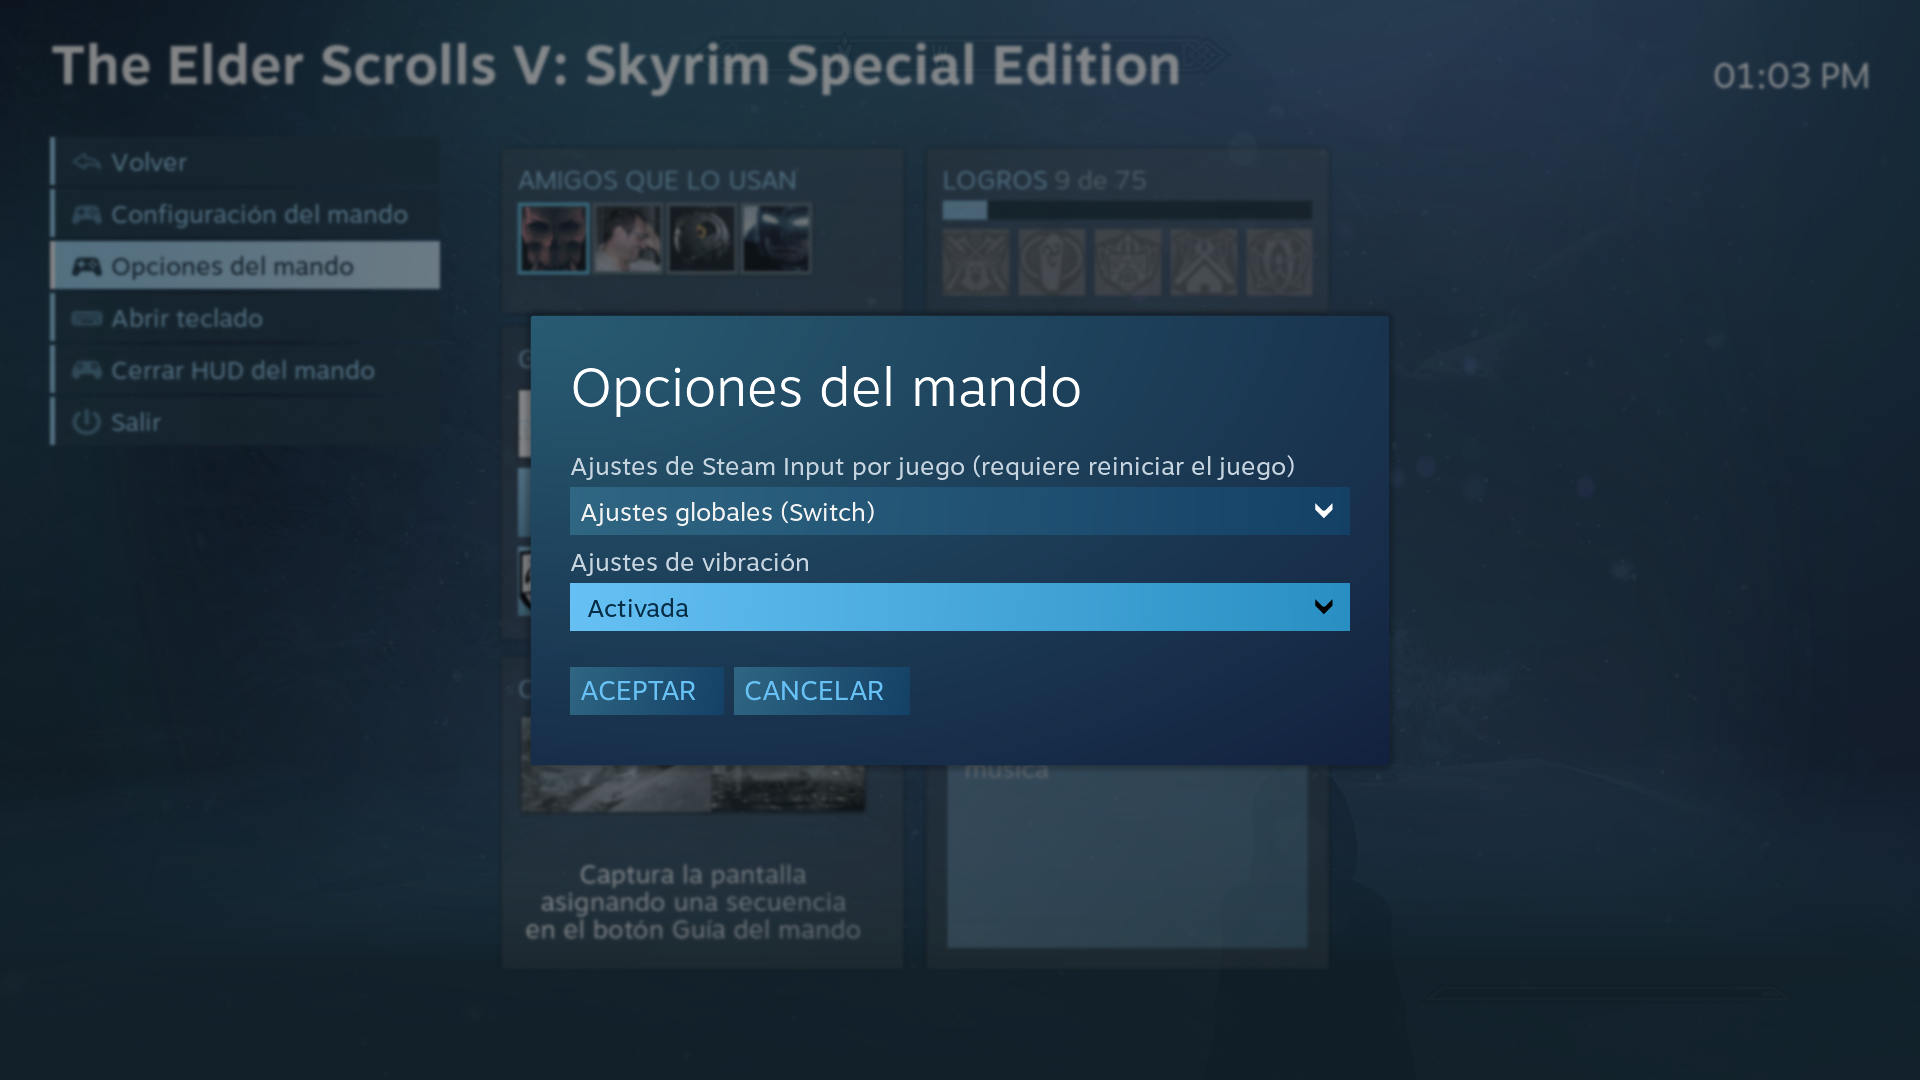 The Elder Scrolls V: Skyrim Special Edition
01:03 PM
Volver
Configuración del mando
Opciones del mando
Abrir teclado
Cerrar HUD del mando
Salir
AMIGOS QUE LO USAN
LOGROS 9 de 75
Opciones del mando
Ajustes de Steam Input por juego (requiere reiniciar el juego)
Ajustes globales (Switch)
Ajustes de vibración
Activada
ACEPTAR
CANCELAR
música
Captura la pantalla
asignando una secuencia
en el botón Guía del mando